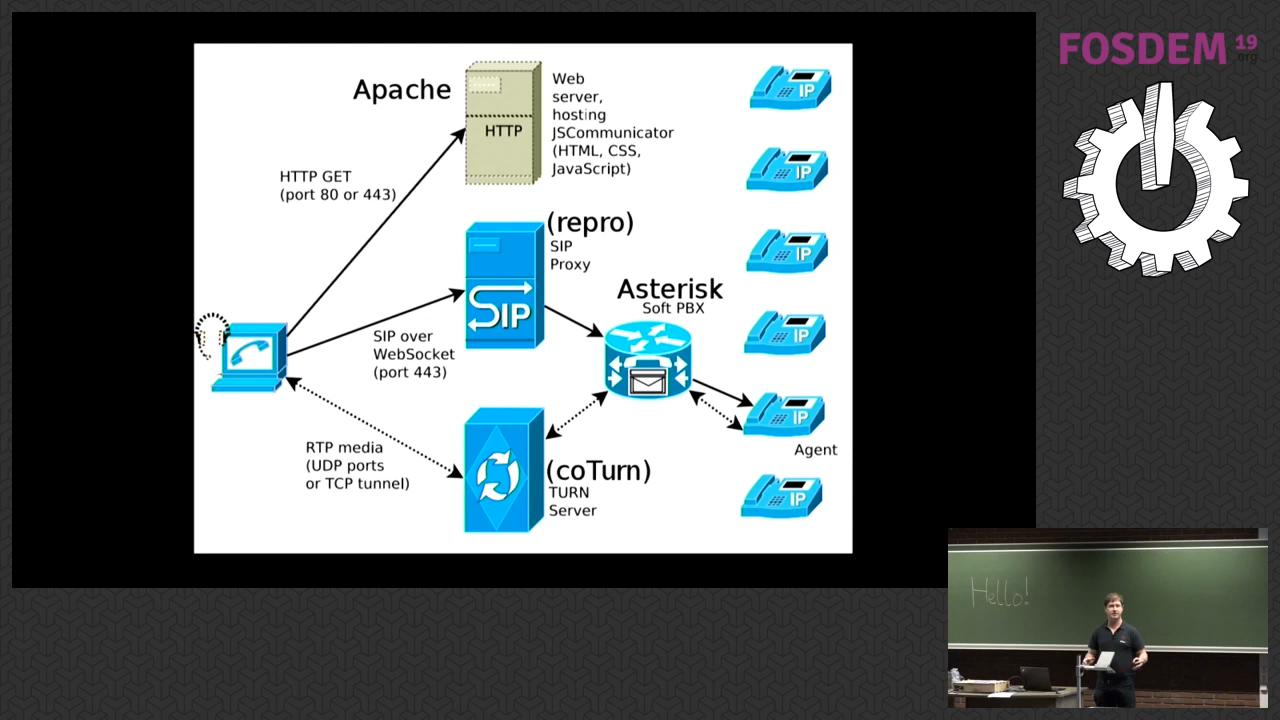 FOSDEM 19
.org
Apache
HTTP
Web
server,
hosting
JSCommunicator
(HTML, CSS,
JavaScript)
HTTP GET
(port 80 or 443)
(repro)
SIP
Proxy
SIP
SIP over
WebSocket
(port 443)
Asterisk
Soft PBX
RTP media
(UDP ports
or TCP tunnel)
(coTurn)
TURN
Server
IP
IP
IP
IP
IP
Agent
IP
Hello!